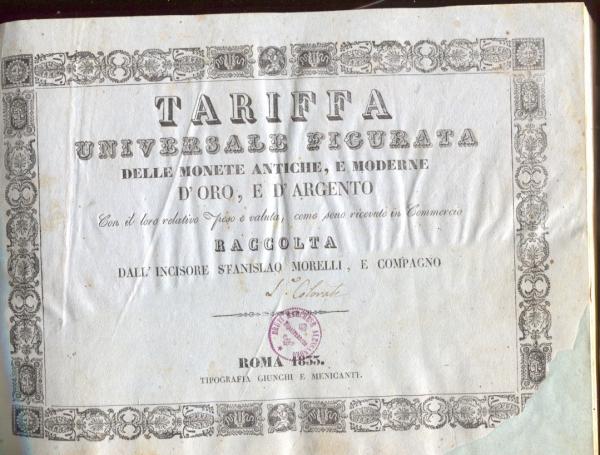 TARIFFA
UNIVERSALE FIGURATA
DELLE MONETE ANTICHE, E MODERNE
D'ORO, E D'ARGENTO
Con il loro relativo Peso e valuta, come sono ricevute in Commercio
RACCOLTA
DALL'INCISORE STANISLAO MORELLI, E COMPAGNO
ROMA 1835.
TIPOGRAFIA GIUNCHI E MENICANTI.